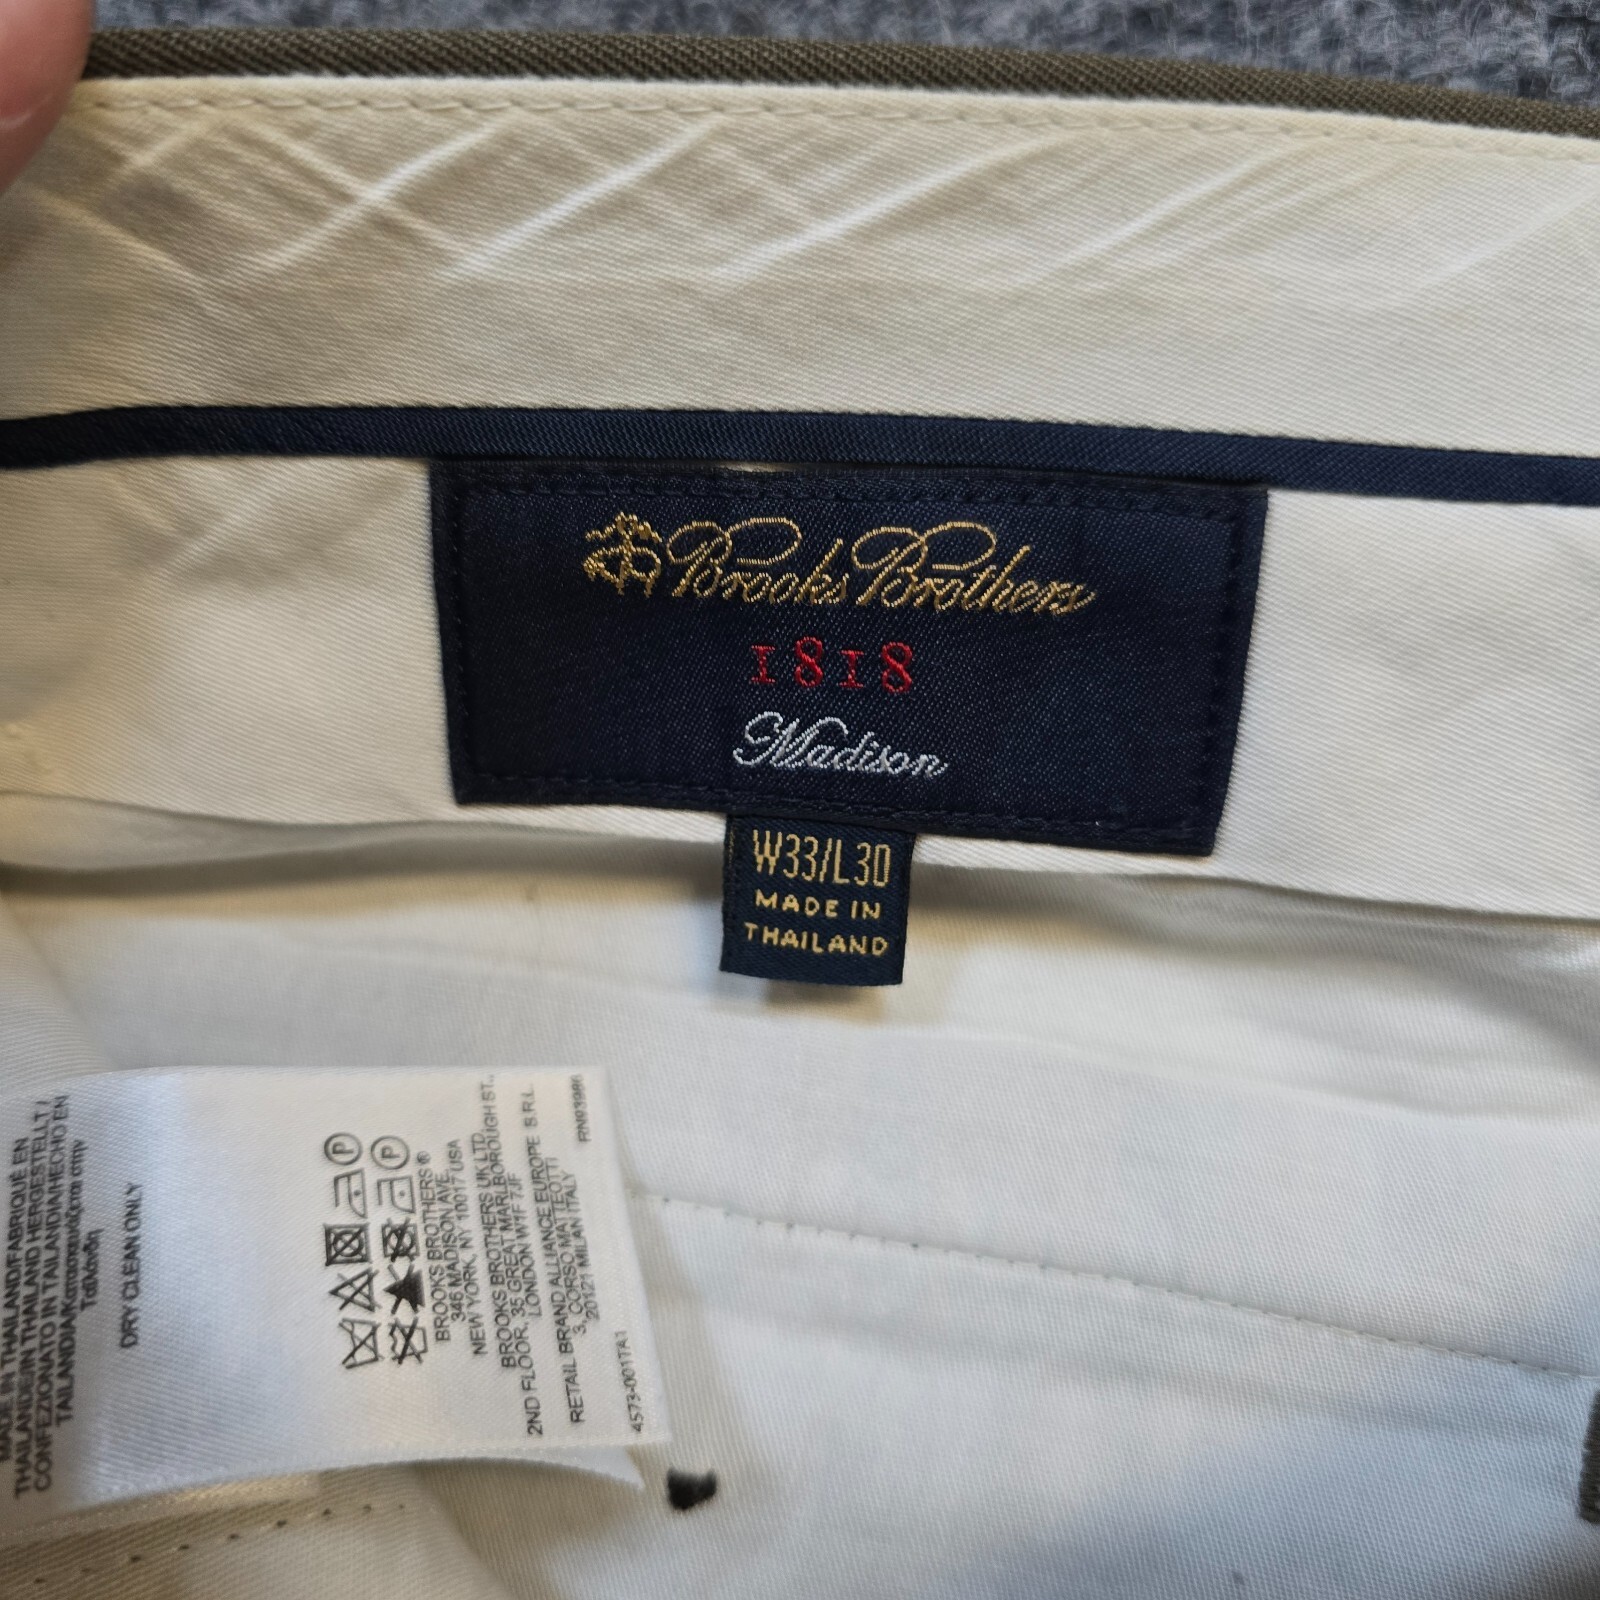 Brooks Brothers
1818
Madison
W33/L30
MADE IN
THAILAND
MADE IN THAILAND/FABRIQUÉ EN
THAILANDE/IN THAILAND HERGESTELLT /
CONFEZIONATO IN TAILANDIA/HECHO EN
DRY CLEAN ONLY
P
P
BROOKS BROTHERS®
346 MADISON AVE.
NEW YORK, NY 10017 USA
BROOKS BROTHERS UK LTD.
2ND FLOOR, 35 GREAT MARLBOROUGH ST.,
LONDON W1F 7JF
RETAIL BRAND ALLIANCE EUROPE S.R.L.
3, CORSO MATTEOTTI
20121 MILAN ITALY
4573-0017A1